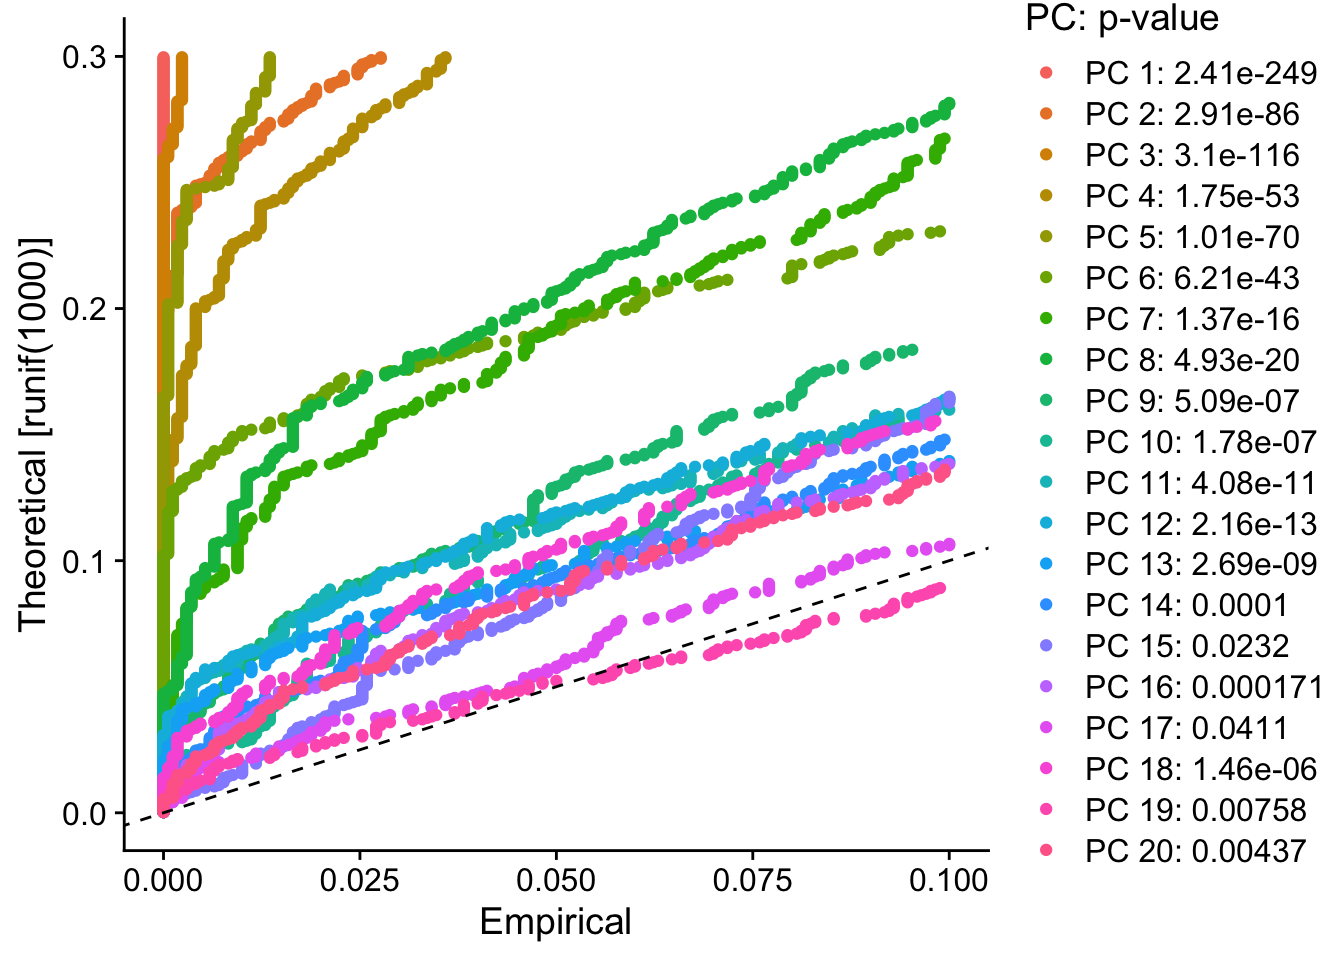 PC: p-value
PC 1: 2.41e-249
PC 2: 2.91e-86
PC 3: 3.1e-116
PC 4: 1.75e-53
PC 5: 1.01e-70
PC 6: 6.21e-43
PC 7: 1.37e-16
PC 8: 4.93e-20
PC 9: 5.09e-07
PC 10: 1.78e-07
PC 11: 4.08e-11
PC 12: 2.16e-13
PC 13: 2.69e-09
PC 14: 0.0001
PC 15: 0.0232
PC 16: 0.000171
PC 17: 0.0411
PC 18: 1.46e-06
PC 19: 0.00758
PC 20: 0.00437
Theoretical [runif(1000)]
0.3
0.2
0.1
0.0
0.000 0.025 0.050 0.075 0.100
Empirical